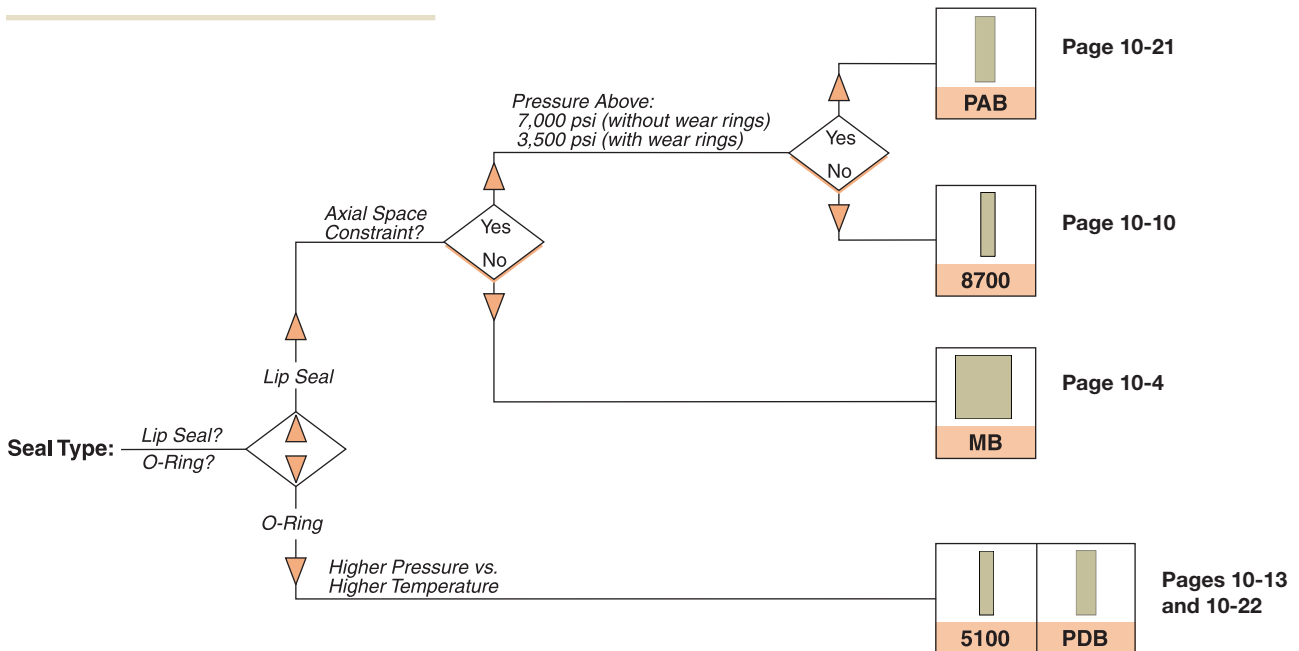 Page 10-21
PAB
Pressure Above:
7,000 psi (without wear rings)
3,500 psi (with wear rings)
Yes
No
Page 10-10
8700
Axial Space
Constraint?
Yes
No
Page 10-4
MB
Lip Seal
Seal Type:
Lip Seal?
O-Ring?
O-Ring
Higher Pressure vs.
Higher Temperature
Pages 10-13
and 10-22
5100
PDB